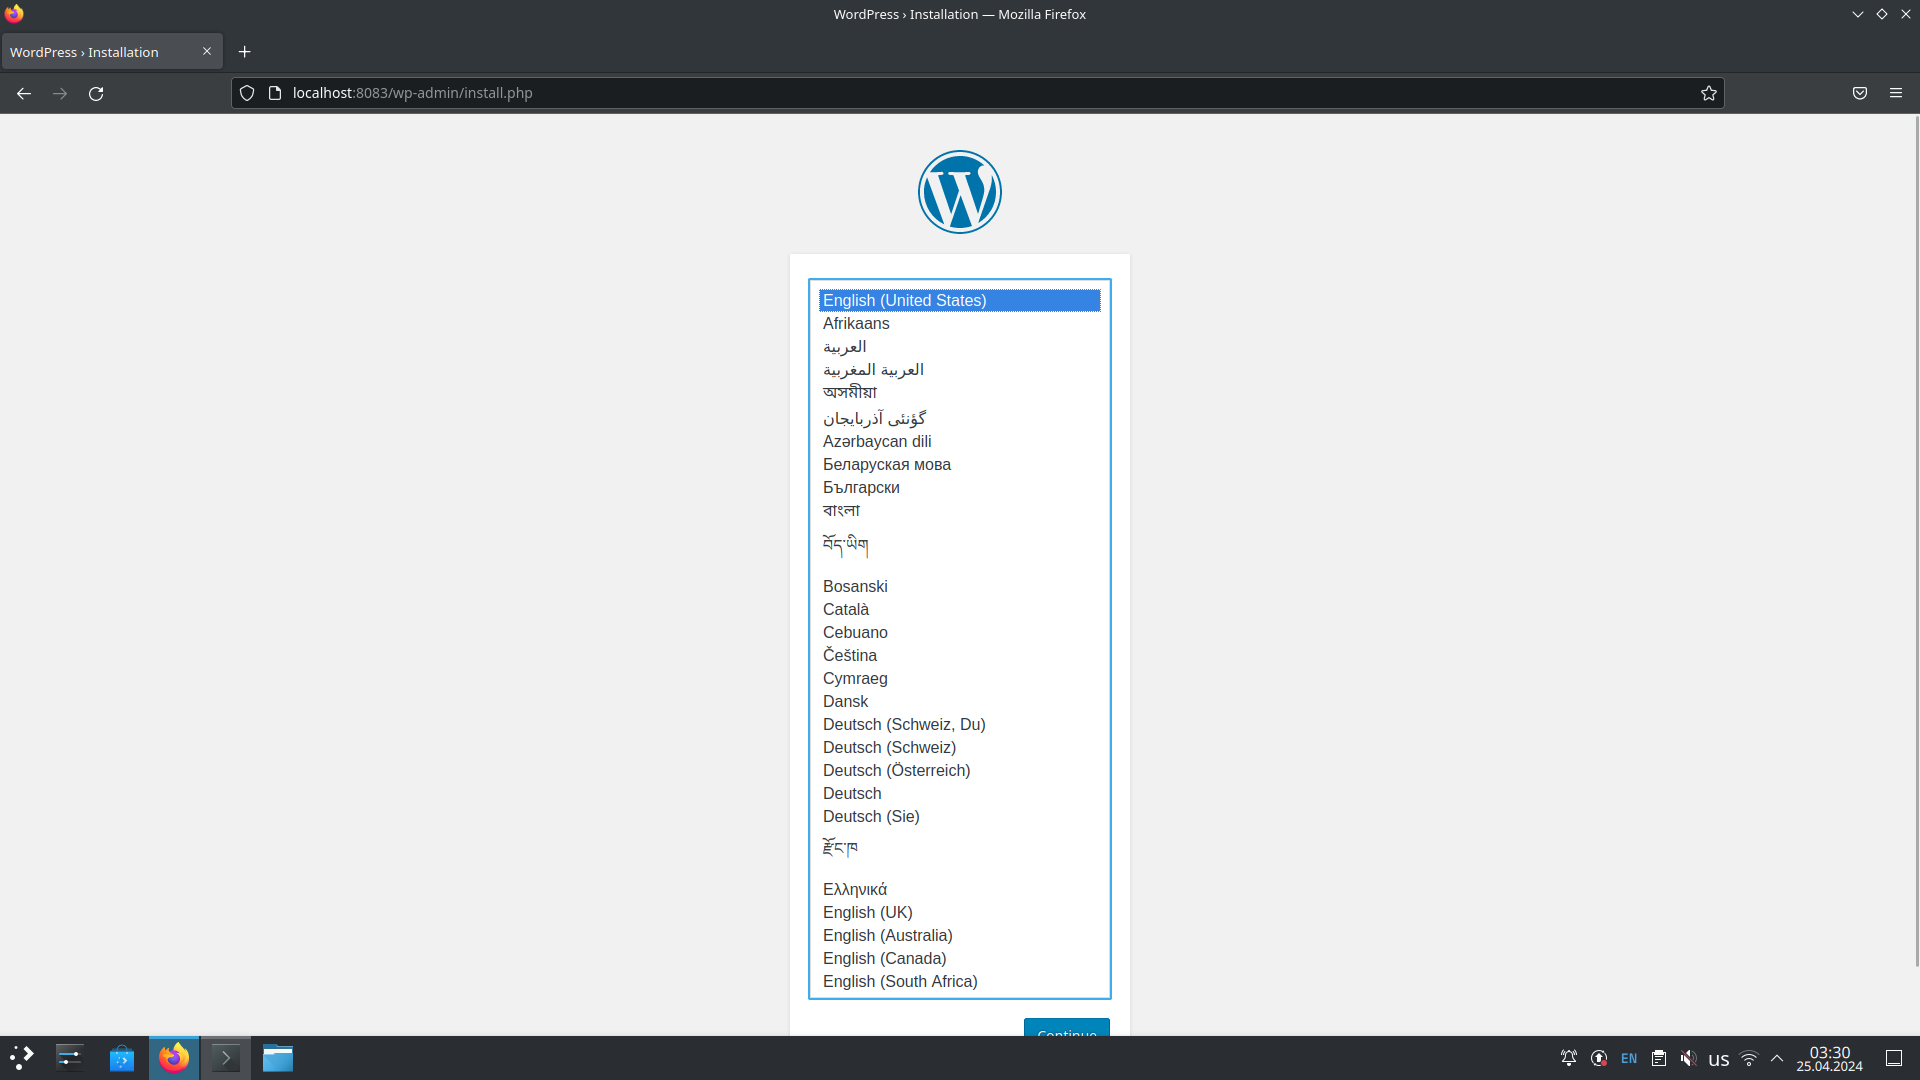 WordPress › Installation — Mozilla Firefox
WordPress › Installation
localhost:8083/wp-admin/install.php
English (United States)
Afrikaans
العربية
العربية المغربية
অসমীয়া
گؤنئی آذربایجان
Azərbaycan dili
Беларуская мова
Български
বাংলা
བོད་ཡིག
Bosanski
Català
Cebuano
Čeština
Cymraeg
Dansk
Deutsch (Schweiz, Du)
Deutsch (Schweiz)
Deutsch (Österreich)
Deutsch
Deutsch (Sie)
རྫོང་ཁ
Ελληνικά
English (UK)
English (Australia)
English (Canada)
English (South Africa)
Continue
EN
us
03:30
25.04.2024